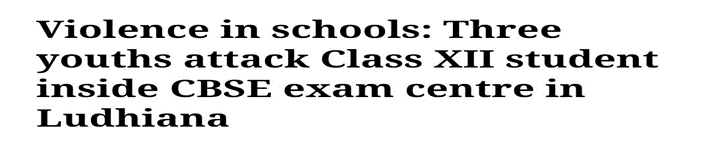 Violence in schools: Three
youths attack Class XII student
inside CBSE exam centre in
Ludhiana